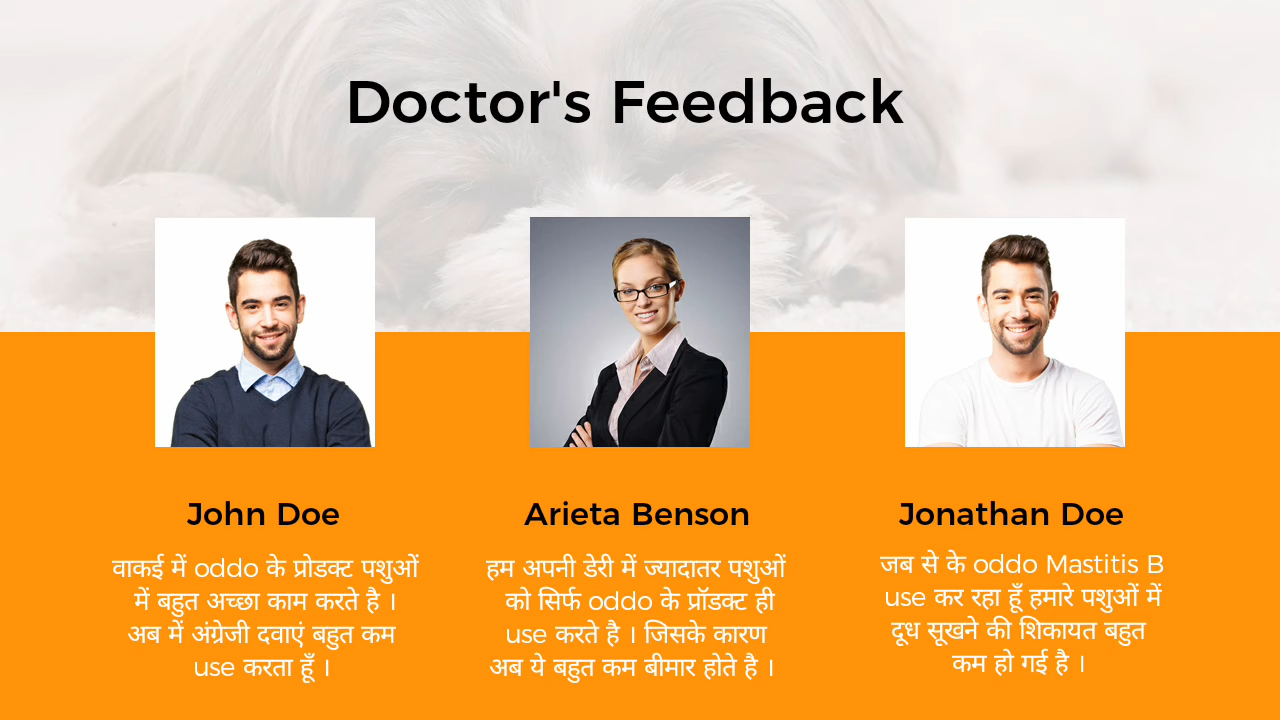 Doctor's Feedback
John Doe
वाकई में oddo के प्रोडक्ट पशुओं
में बहुत अच्छा काम करते है ।
अब में अंग्रेजी दवाएं बहुत कम
use करता हूँ ।
Arieta Benson
हम अपनी डेरी में ज्यादातर पशुओं
को सिर्फ oddo के प्रॉडक्ट ही
use करते है । जिसके कारण
अब ये बहुत कम बीमार होते है ।
Jonathan Doe
जब से के oddo Mastitis B
use कर रहा हूँ हमारे पशुओं में
दूध सूखने की शिकायत बहुत
कम हो गई है ।